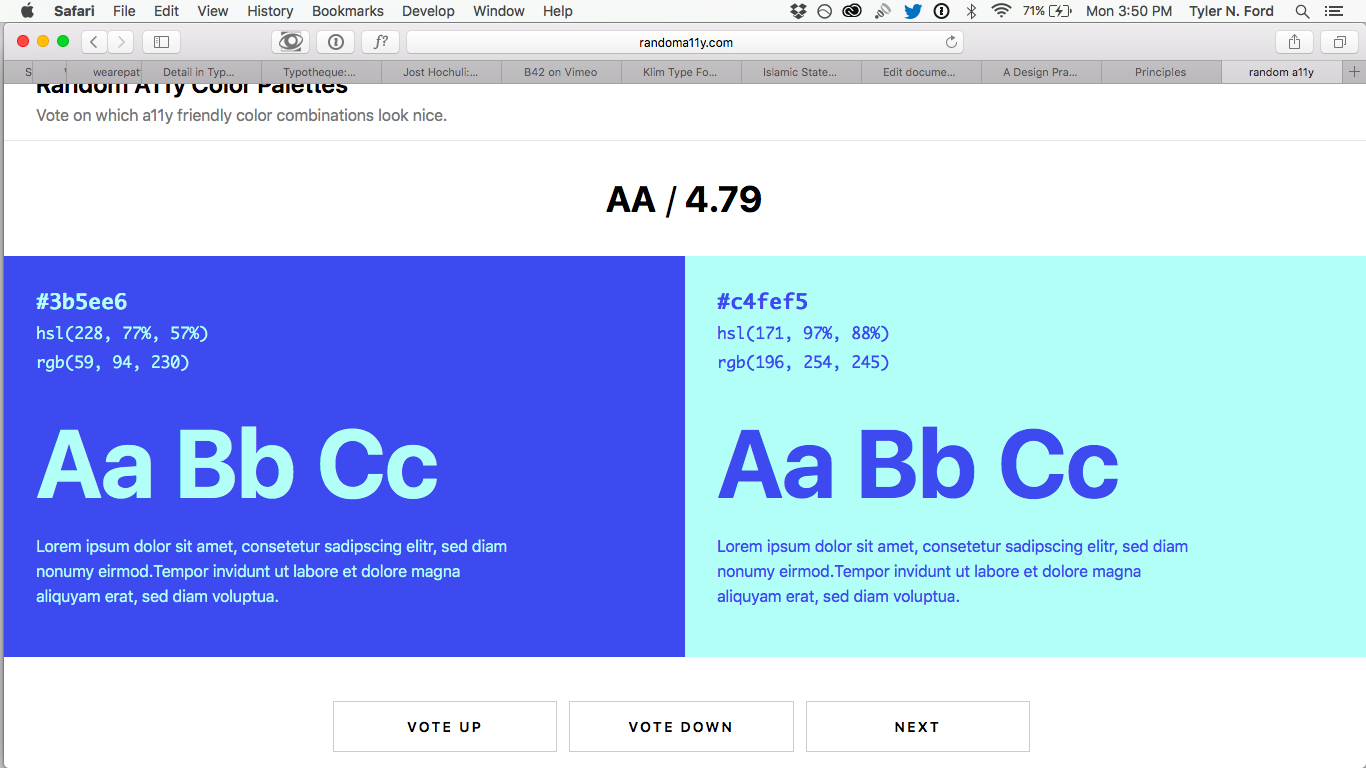 Safari File Edit View History Bookmarks Develop Window Help 71% Mon 3:50 PM Tyler N. Ford
f? randoma11y.com
S wearepat Detail in Typ... Typotheque:... Jost Hochuli:... B42 on Vimeo Klim Type Fo... Islamic State... Edit docume... A Design Pra... Principles random a11y
Random A11y Color Palettes
Vote on which a11y friendly color combinations look nice.
AA / 4.79
#3b5ee6
hsl(228, 77%, 57%)
rgb(59, 94, 230)
Aa Bb Cc
Lorem ipsum dolor sit amet, consetetur sadipscing elitr, sed diam
nonumy eirmod.Tempor invidunt ut labore et dolore magna
aliquyam erat, sed diam voluptua.
#c4fef5
hsl(171, 97%, 88%)
rgb(196, 254, 245)
Aa Bb Cc
Lorem ipsum dolor sit amet, consetetur sadipscing elitr, sed diam
nonumy eirmod.Tempor invidunt ut labore et dolore magna
aliquyam erat, sed diam voluptua.
VOTE UP VOTE DOWN NEXT